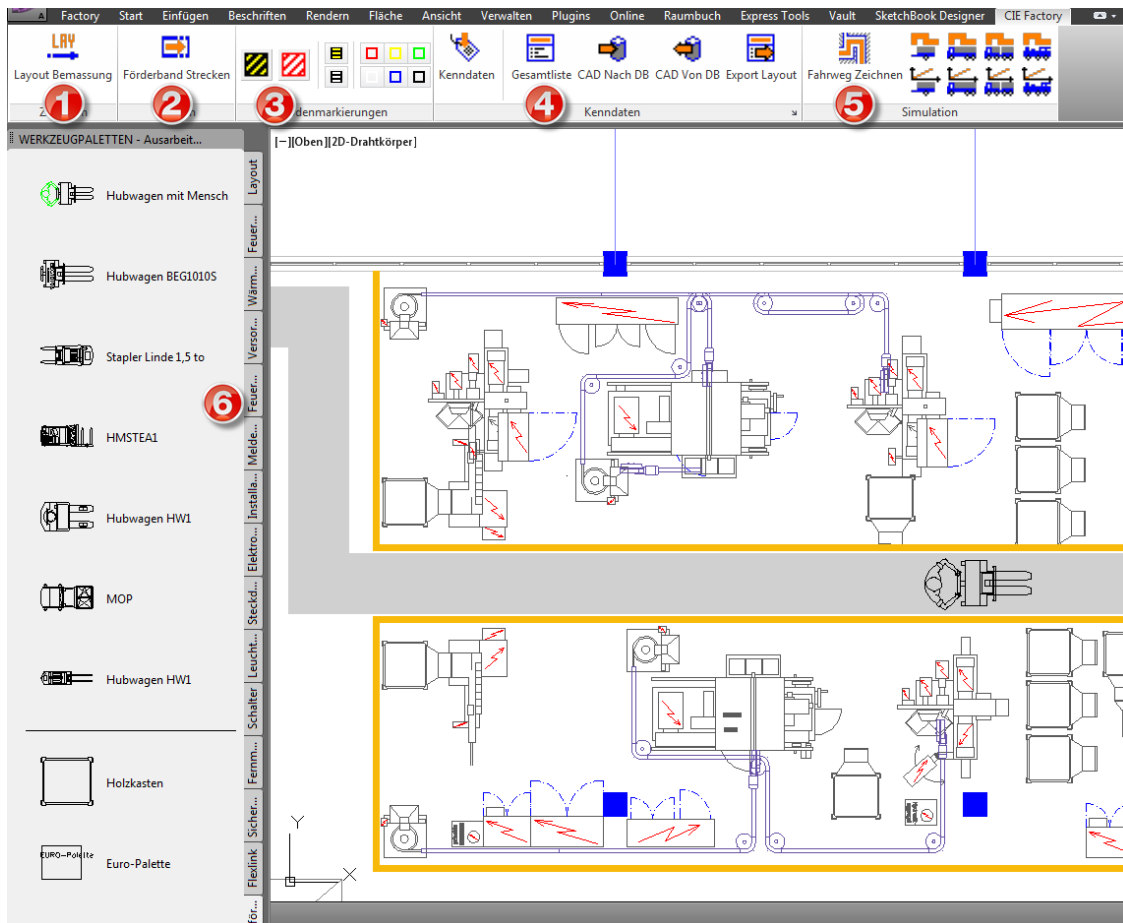 A Factory Start Einfügen Beschriften Rendern Fläche Ansicht Verwalten Plugins Online Raumbuch Express Tools Vault SketchBook Designer CIE Factory
LAY
Layout Bemassung Förderband Strecken Kenndaten Gesamtliste CAD Nach DB CAD Von DB Export Layout Fahrweg Zeichnen
1 2 3 4 5
Kenndaten Simulation
WERKZEUGPALETTEN - Ausarbeit...
[−][Oben][2D-Drahtkörper]
Hubwagen mit Mensch
Hubwagen BEG1010S
Stapler Linde 1,5 to
HMSTEA1
Hubwagen HW1
MOP
Hubwagen HW1
Holzkasten
EURO-Palette
Euro-Palette
Layout
Feuer...
Wärm...
Versor...
Feuer...
6
Melde...
Installa...
Elektro...
Steckd...
Leucht...
Schalter
Fernm...
Sicher...
Flexlink
för...
Y
X